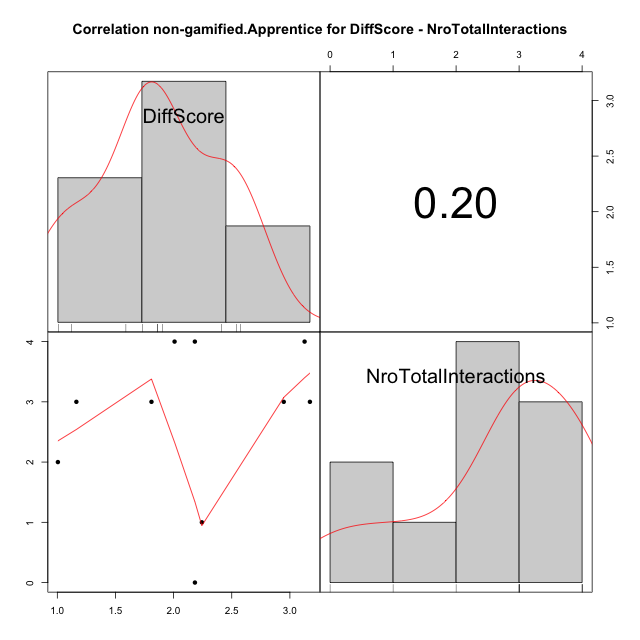 Correlation non-gamified.Apprentice for DiffScore - NroTotalInteractions
0 1 2 3 4
DiffScore
0.20
1.0 1.5 2.0 2.5 3.0
NroTotalInteractions
0 1 2 3 4
1.0 1.5 2.0 2.5 3.0